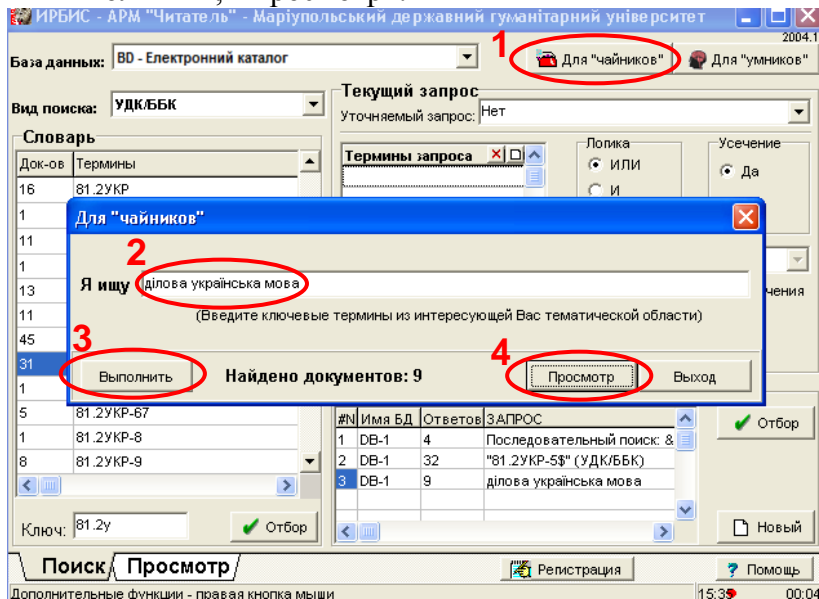 ИРБИС - АРМ "Читатель" - Маріупольський державний гуманітарний університет
2004.1
База данных: BD - Електронний каталог
1
Для "чайников"
Для "умников"
Вид поиска: УДК/ББК
Текущий запрос
Уточняемый запрос: Нет
Словарь
Док-ов Термины
16 81.2УКР
1
11
1
13
11
45
31
1
5 81.2УКР-67
1 81.2УКР-8
8 81.2УКР-9
Термины запроса
Логика
ИЛИ
И
Усечение
Да
чения
Для "чайников"
2
Я ищу ділова українська мова
(Введите ключевые термины из интересующей Вас тематической области)
3
Выполнить
Найдено документов: 9
4
Просмотр
Выход
#N Имя БД Ответов ЗАПРОС
1 DB-1 4 Последовательный поиск: &
2 DB-1 32 "81.2УКР-5$" (УДК/ББК)
3 DB-1 9 ділова українська мова
Отбор
Ключ: 81.2у
Отбор
Новый
Поиск Просмотр
Регистрация
Помощь
Дополнительные функции - правая кнопка мыши
00:04